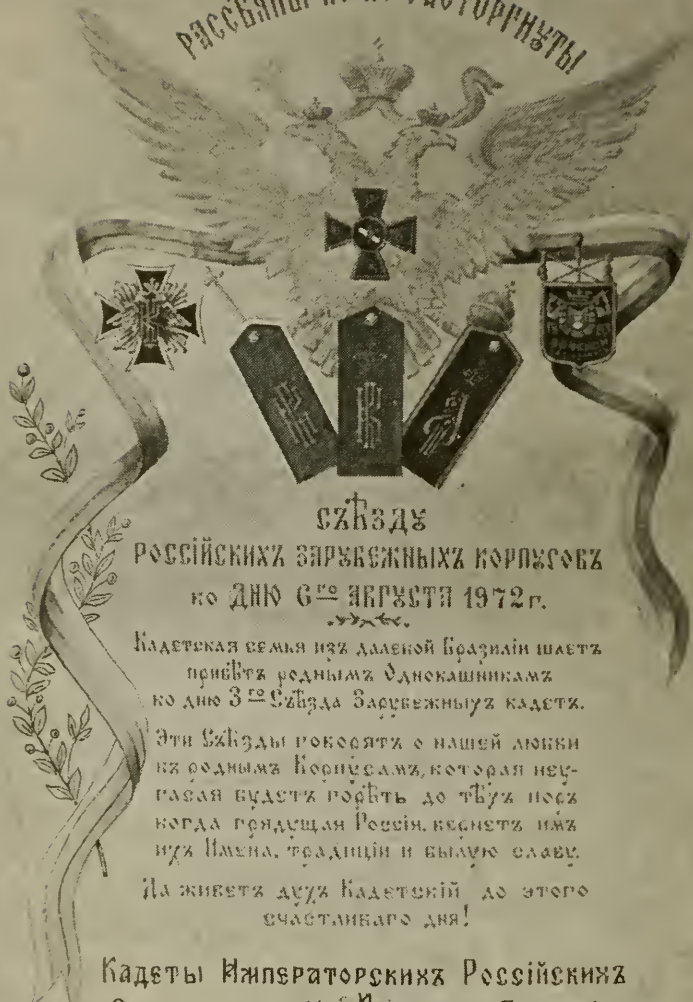 РАССѢЯНЫ НО НЕ РАСТОРГНУТЫ
СЪѢЗДУ
РОССІЙСКИХЪ ЗАРУБЕЖНЫХЪ КОРПУСОВЪ
КО ДНЮ 6го АВГУСТА 1972 г.
Кадетская семья изъ далекой Бразиліи шлетъ
привѣтъ роднымъ Однокашникамъ
ко дню 3го Съѣзда Зарубежныхъ кадетъ.
Эти Съѣзды говорятъ о нашей любви
къ роднымъ Корпусамъ, которая неу-
гасая будетъ горѣть до тѣхъ поръ
когда грядущая Россія, вернетъ имъ
ихъ Имена, традиціи и былую славу.
Да живетъ духъ Кадетскій до этого
счастливаго дня!
Кадеты Императорскихъ Россійскихъ